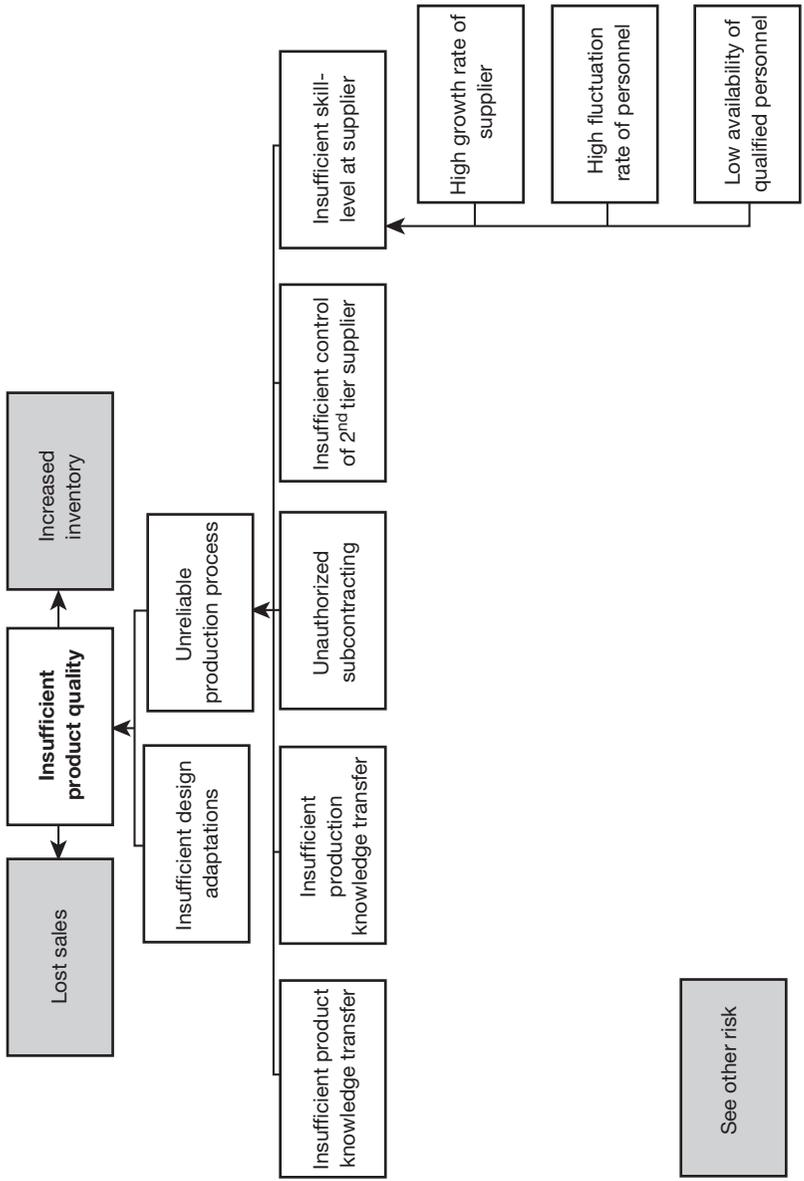 Lost sales
Insufficient
product quality
Increased
inventory
Insufficient design
adaptations
Unreliable
production process
Insufficient product
knowledge transfer
Insufficient
production
knowledge transfer
Unauthorized
subcontracting
Insufficient control
of 2nd tier supplier
Insufficient skill-
level at supplier
High growth rate of
supplier
High fluctuation
rate of personnel
Low availability of
qualified personnel
See other risk